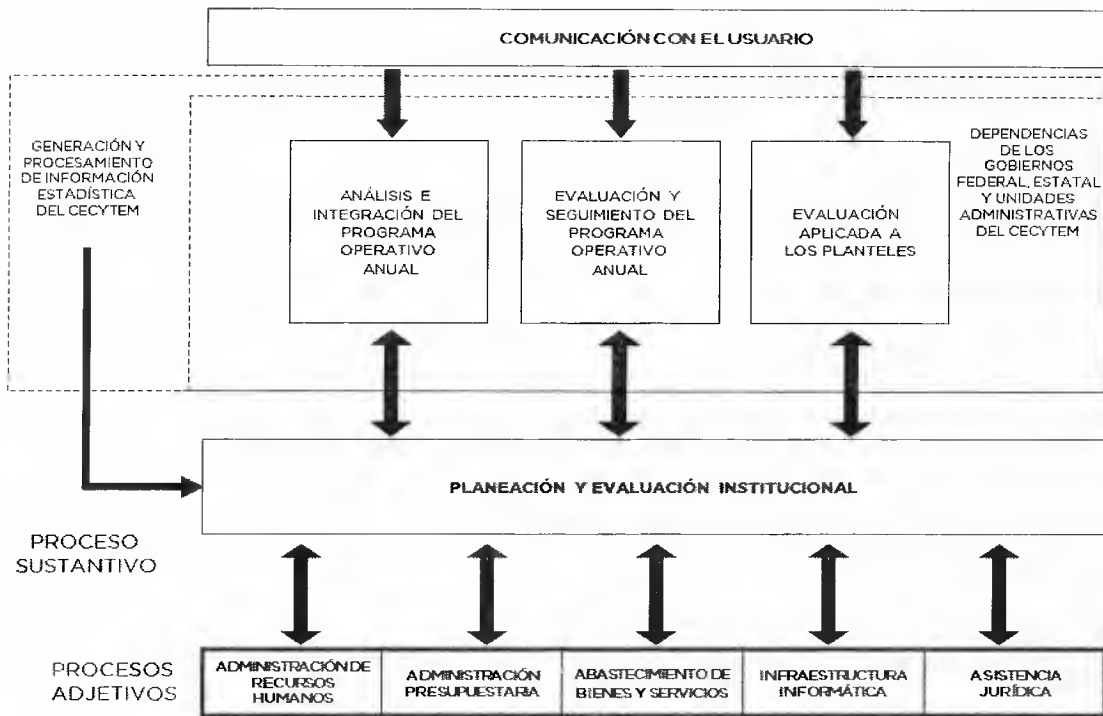 COMUNICACIÓN CON EL USUARIO
GENERACIÓN Y
PROCESAMIENTO
DE INFORMACIÓN
ESTADÍSTICA
DEL CECYTEM
ANÁLISIS E
INTEGRACIÓN DEL
PROGRAMA
OPERATIVO
ANUAL
EVALUACIÓN Y
SEGUIMIENTO DEL
PROGRAMA
OPERATIVO
ANUAL
EVALUACIÓN
APLICADA A
LOS PLANTELES
DEPENDENCIAS
DE LOS
GOBIERNOS
FEDERAL, ESTATAL
Y UNIDADES
ADMINISTRATIVAS
DEL CECYTEM
PLANEACIÓN Y EVALUACIÓN INSTITUCIONAL
PROCESO
SUSTANTIVO
PROCESOS
ADJETIVOS
ADMINISTRACIÓN DE
RECURSOS
HUMANOS
ADMINISTRACIÓN
PRESUPUESTARIA
ABASTECIMIENTO DE
BIENES Y SERVICIOS
INFRAESTRUCTURA
INFORMÁTICA
ASISTENCIA
JURÍDICA